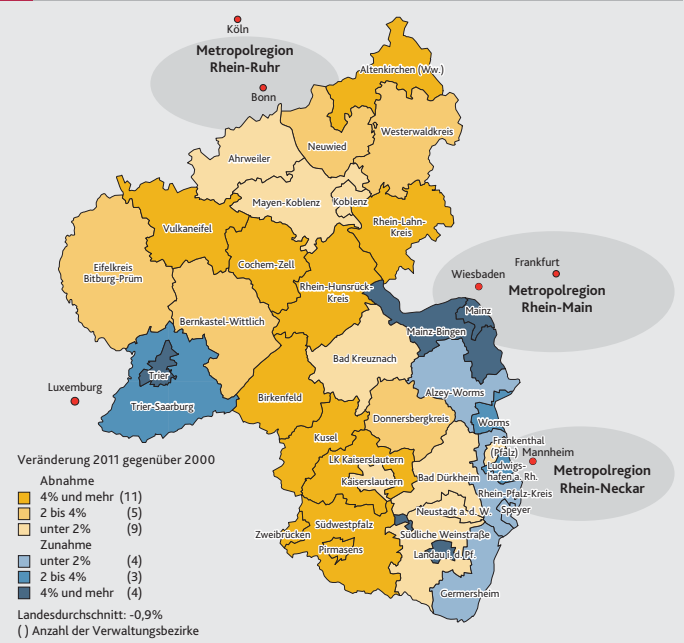 Köln
Metropolregion
Rhein-Ruhr
Bonn
Altenkirchen (Ww.)
Neuwied
Westerwaldkreis
Ahrweiler
Mayen-Koblenz
Koblenz
Vulkaneifel
Rhein-Lahn-
Kreis
Eifelkreis
Bitburg-Prüm
Cochem-Zell
Rhein-Hunsrück-
Kreis
Frankfurt
Wiesbaden
Metropolregion
Rhein-Main
Bernkastel-Wittlich
Mainz
Mainz-Bingen
Bad Kreuznach
Trier
Luxemburg
Trier-Saarburg
Birkenfeld
Alzey-Worms
Donnersbergkreis
Worms
Kusel
Frankenthal
(Pfalz)
Mannheim
LK Kaiserslautern
Kaiserslautern
Ludwigs-
hafen a. Rh.
Metropolregion
Rhein-Neckar
Bad Dürkheim
Rhein-Pfalz-Kreis
Neustadt a. d. W.
Speyer
Südwestpfalz
Zweibrücken
Südliche Weinstraße
Pirmasens
Landau i. d. Pf.
Germersheim
Veränderung 2011 gegenüber 2000
Abnahme
4% und mehr (11)
2 bis 4% (5)
unter 2% (9)
Zunahme
unter 2% (4)
2 bis 4% (3)
4% und mehr (4)
Landesdurchschnitt: -0,9%
( ) Anzahl der Verwaltungsbezirke